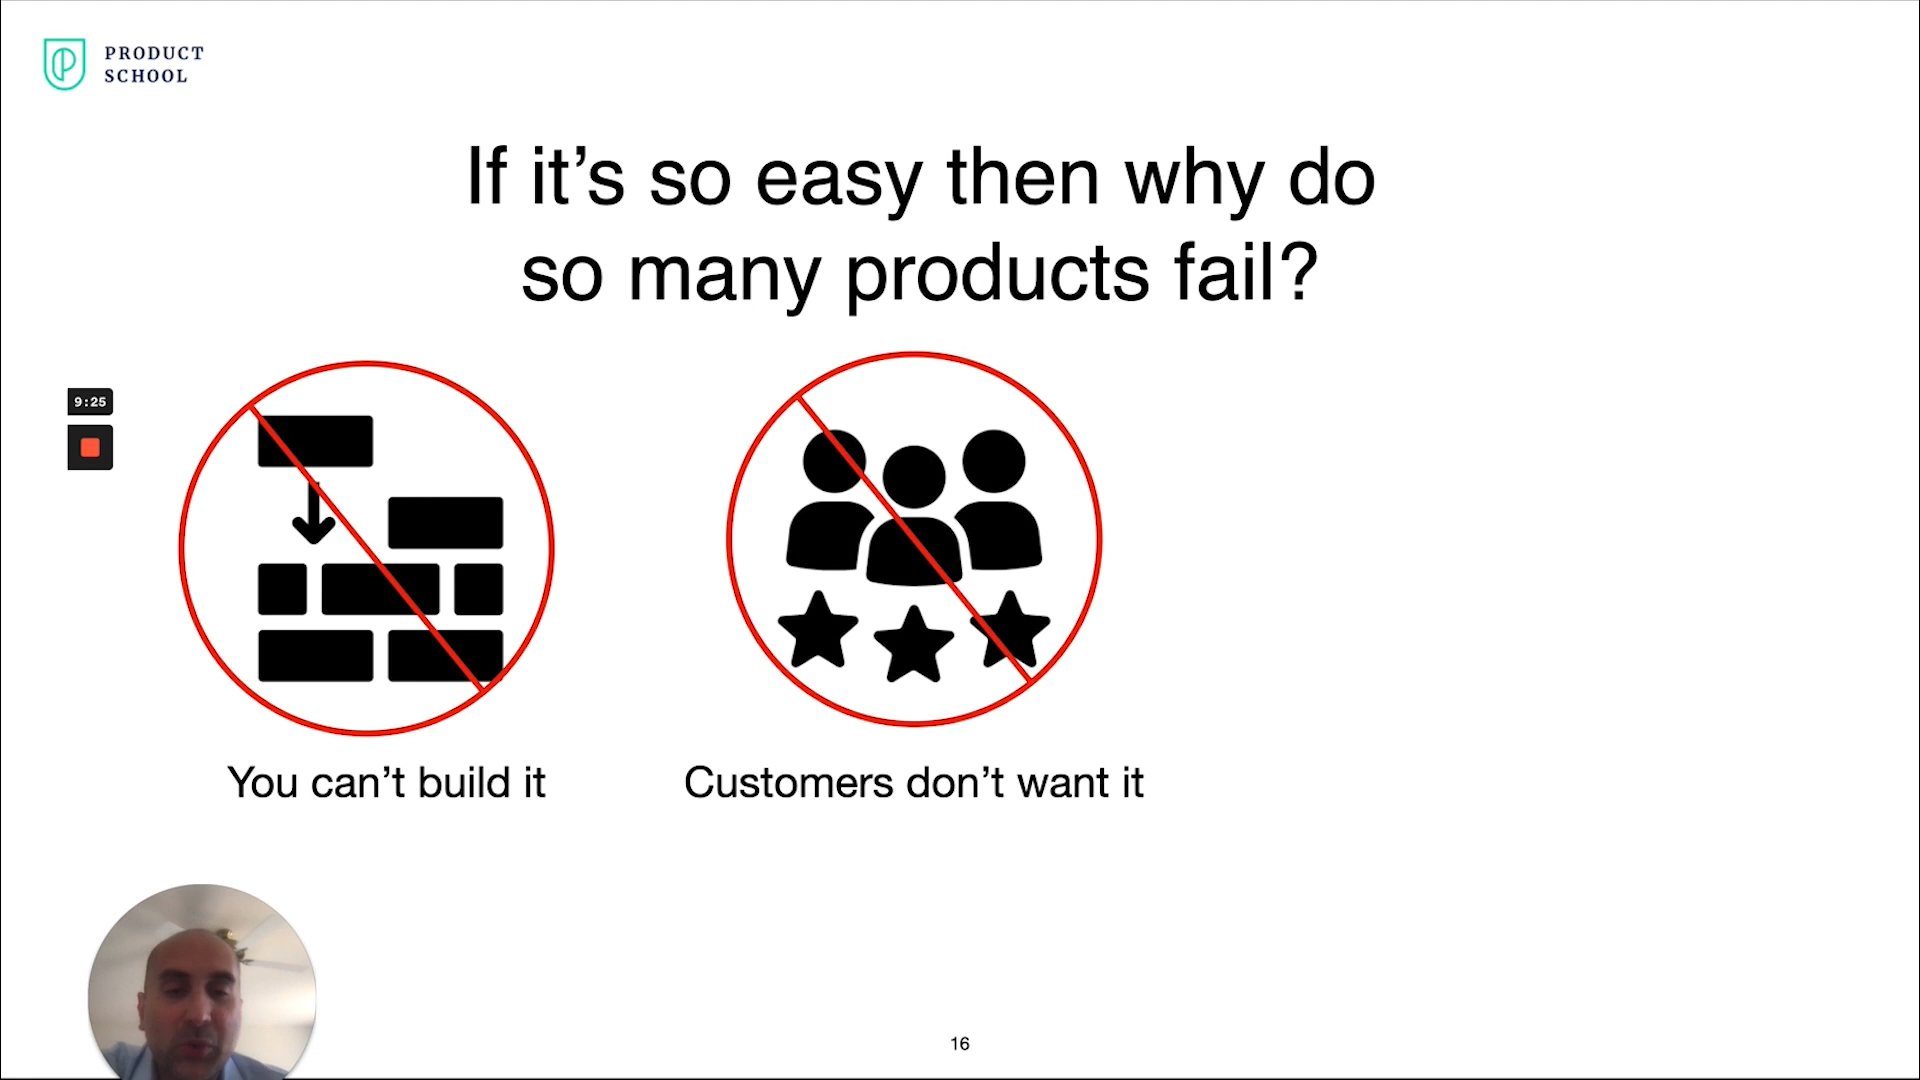 PRODUCT
SCHOOL
If it’s so easy then why do
so many products fail?
9:25
You can’t build it
Customers don’t want it
16